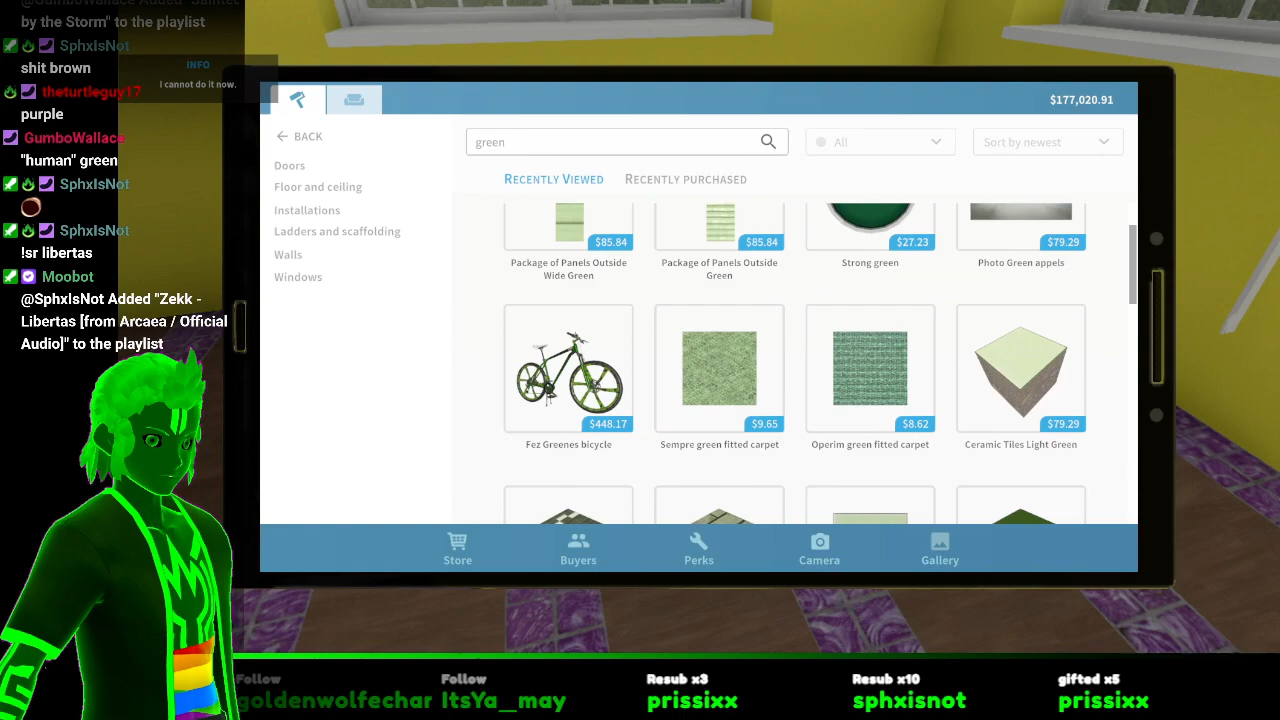 by the Storm" to the playlist
SphxIsNot
shit brown
theturtleguy17
purple
GumboWallace
"human" green
SphxIsNot
SphxIsNot
!sr libertas
Moobot
@SphxIsNot Added "Zekk -
Libertas [from Arcaea / Official
Audio]" to the playlist
INFO
I cannot do it now.
$177,020.91
BACK
Doors
Floor and ceiling
Installations
Ladders and scaffolding
Walls
Windows
green
All
Sort by newest
RECENTLY VIEWED
RECENTLY PURCHASED
$85.84
$85.84
$27.23
$79.29
Package of Panels Outside
Wide Green
Package of Panels Outside
Green
Strong green
Photo Green appels
$448.17
$9.65
$8.62
$79.29
Fez Greenes bicycle
Sempre green fitted carpet
Operim green fitted carpet
Ceramic Tiles Light Green
Store
Buyers
Perks
Camera
Gallery
Follow
goldenwolfechar
Follow
ItsYa_may
Resub x3
prissixx
Resub x10
sphxisnot
gifted x5
prissixx